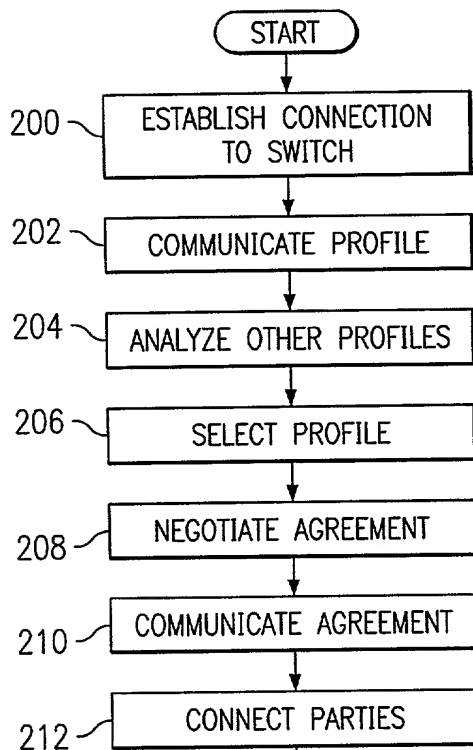 START
200
ESTABLISH CONNECTION
TO SWITCH
202
COMMUNICATE PROFILE
204
ANALYZE OTHER PROFILES
206
SELECT PROFILE
208
NEGOTIATE AGREEMENT
210
COMMUNICATE AGREEMENT
212
CONNECT PARTIES